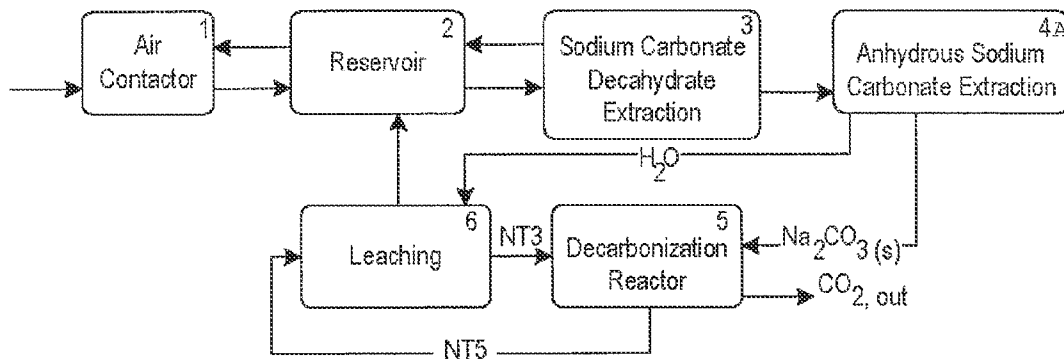 1
Air
Contactor
2
Reservoir
3
Sodium Carbonate
Decahydrate
Extraction
4A
Anhydrous Sodium
Carbonate Extraction
H₂O
6
Leaching
NT3
5
Decarbonization
Reactor
Na₂CO₃ (s)
CO₂, out
NT5